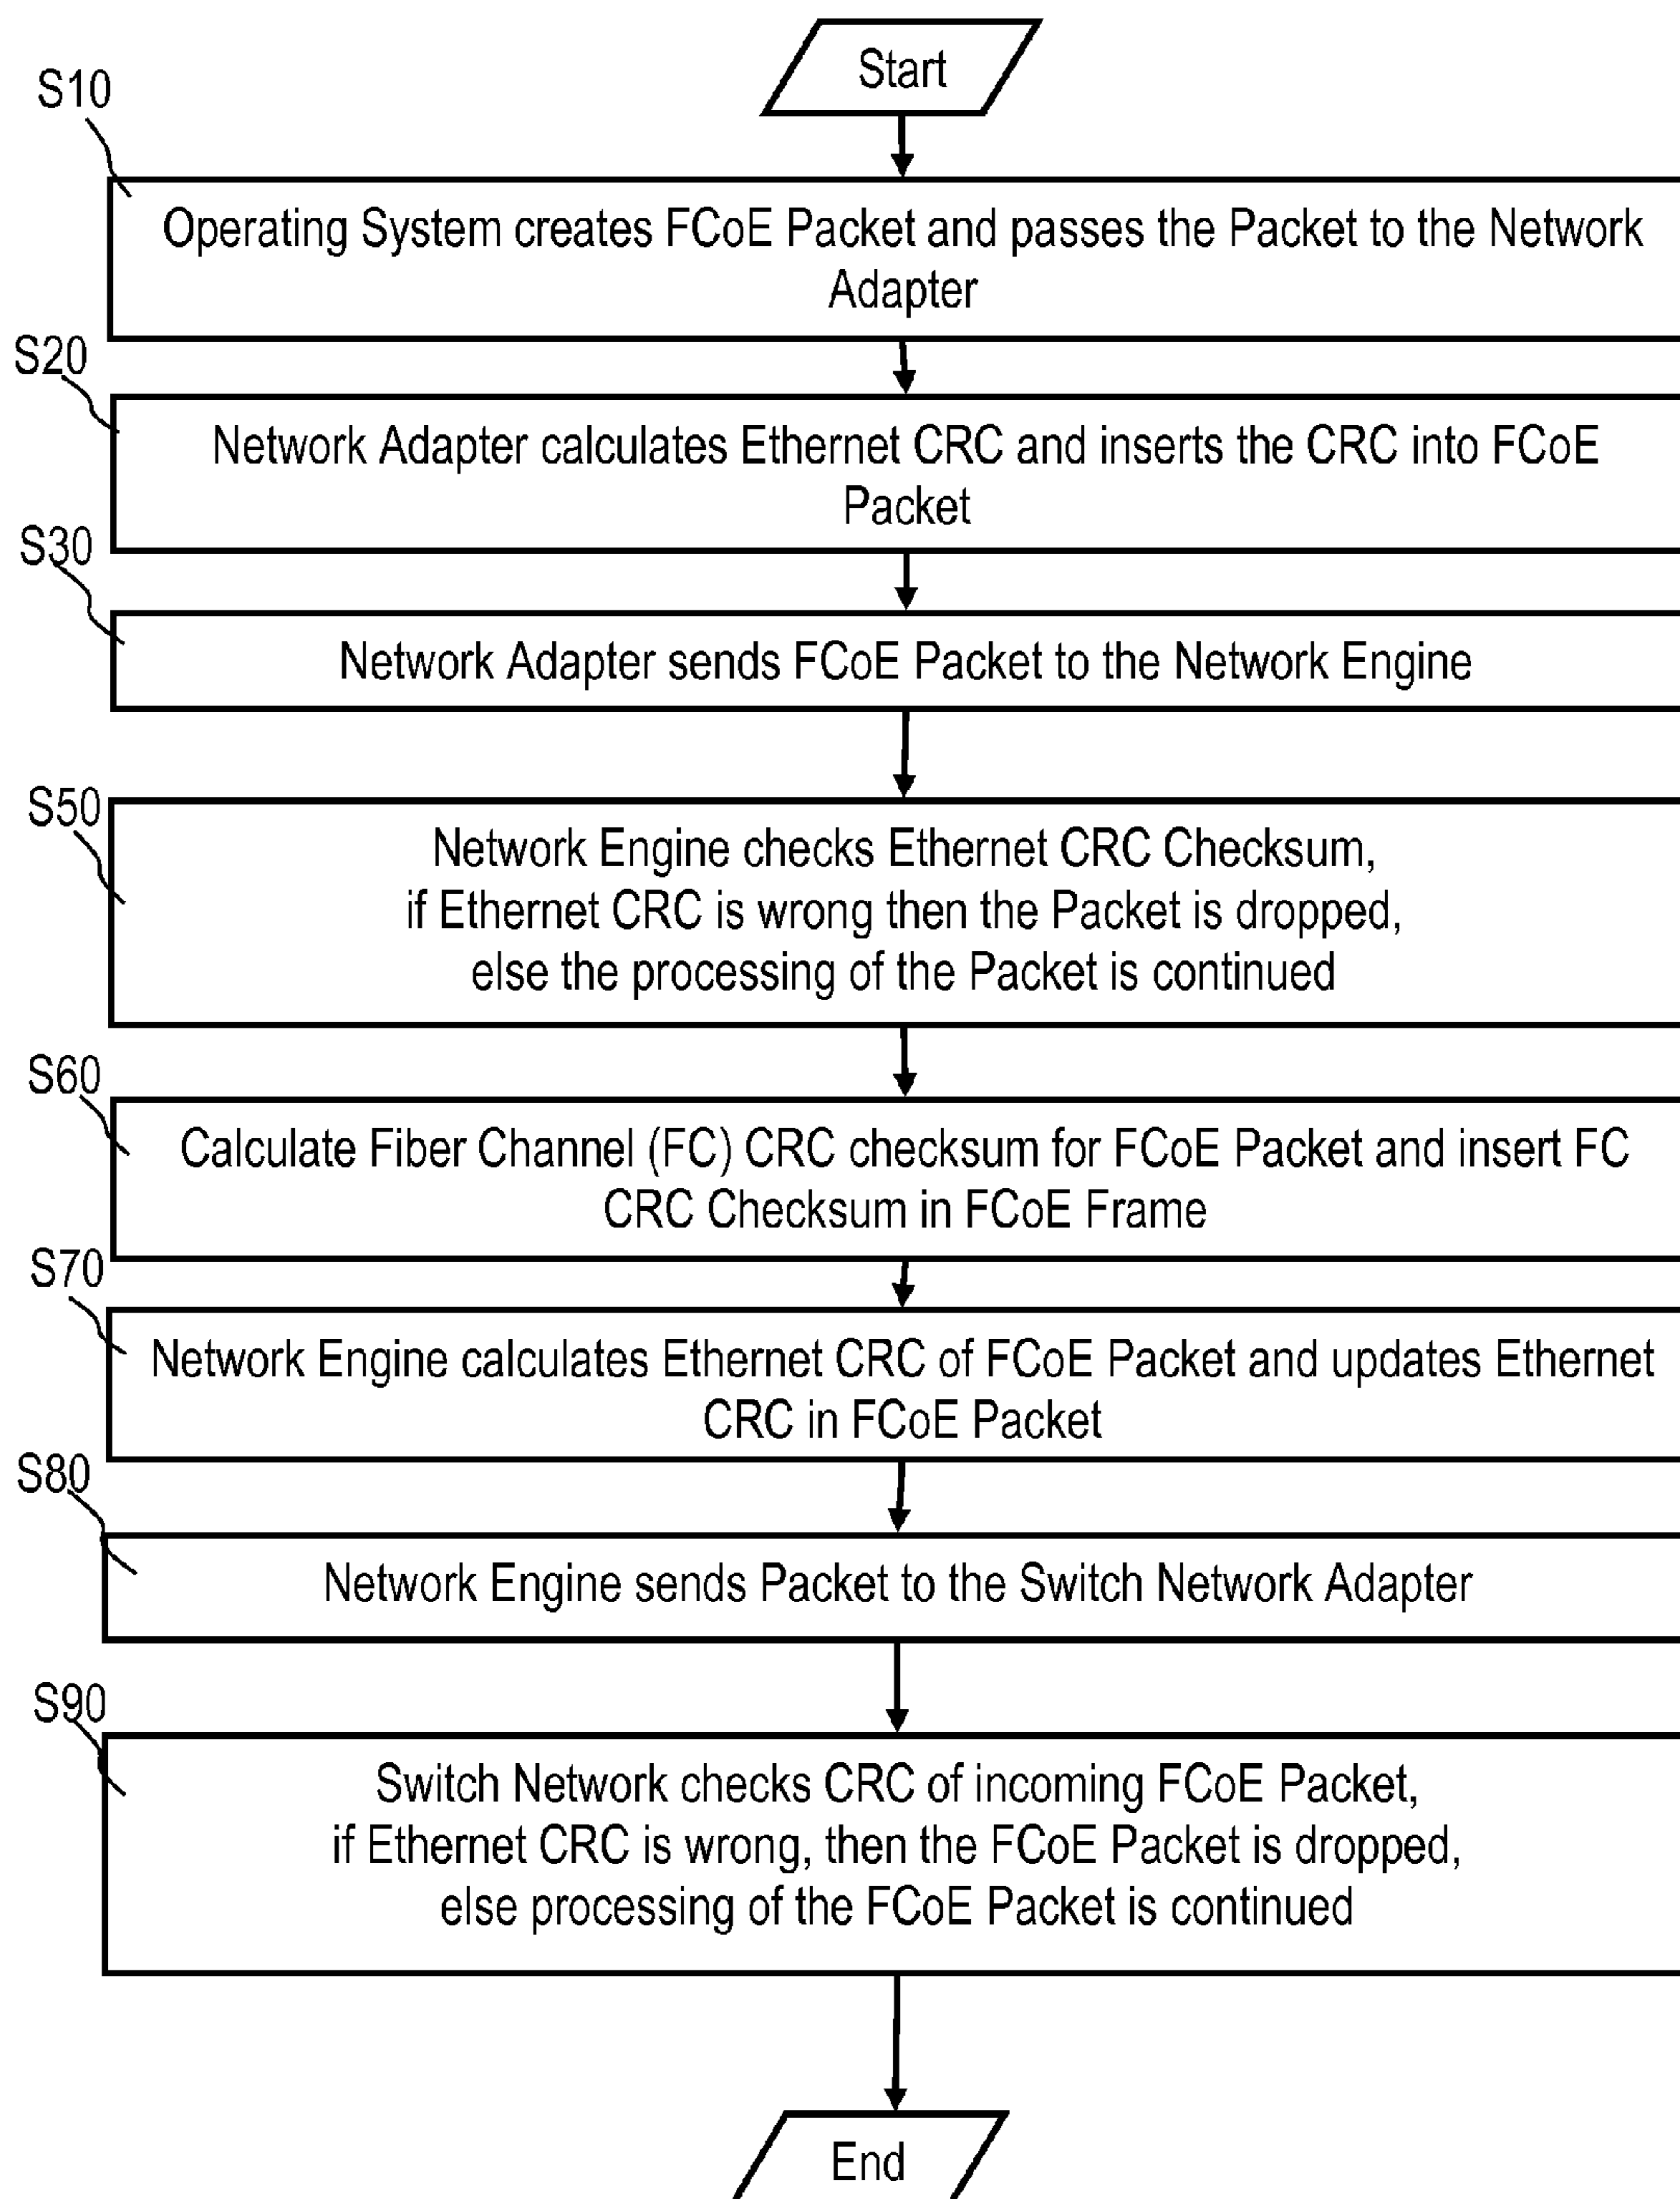 Start
S10
Operating System creates FCoE Packet and passes the Packet to the Network
Adapter
S20
Network Adapter calculates Ethernet CRC and inserts the CRC into FCoE
Packet
S30
Network Adapter sends FCoE Packet to the Network Engine
S50
Network Engine checks Ethernet CRC Checksum,
if Ethernet CRC is wrong then the Packet is dropped,
else the processing of the Packet is continued
S60
Calculate Fiber Channel (FC) CRC checksum for FCoE Packet and insert FC
CRC Checksum in FCoE Frame
S70
Network Engine calculates Ethernet CRC of FCoE Packet and updates Ethernet
CRC in FCoE Packet
S80
Network Engine sends Packet to the Switch Network Adapter
S90
Switch Network checks CRC of incoming FCoE Packet,
if Ethernet CRC is wrong, then the FCoE Packet is dropped,
else processing of the FCoE Packet is continued
End